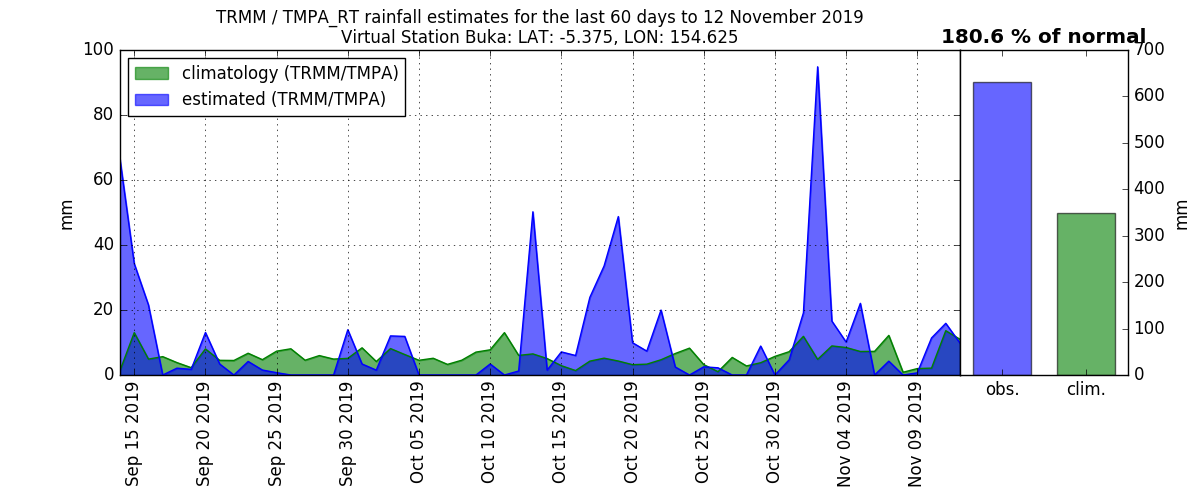 TRMM / TMPA_RT rainfall estimates for the last 60 days to 12 November 2019
Virtual Station Buka: LAT: -5.375, LON: 154.625
180.6 % of normal
climatology (TRMM/TMPA)
estimated (TRMM/TMPA)
100
80
60
40
20
0
mm
Sep 15 2019
Sep 20 2019
Sep 25 2019
Sep 30 2019
Oct 05 2019
Oct 10 2019
Oct 15 2019
Oct 20 2019
Oct 25 2019
Oct 30 2019
Nov 04 2019
Nov 09 2019
obs.
clim.
700
600
500
400
300
200
100
0
mm